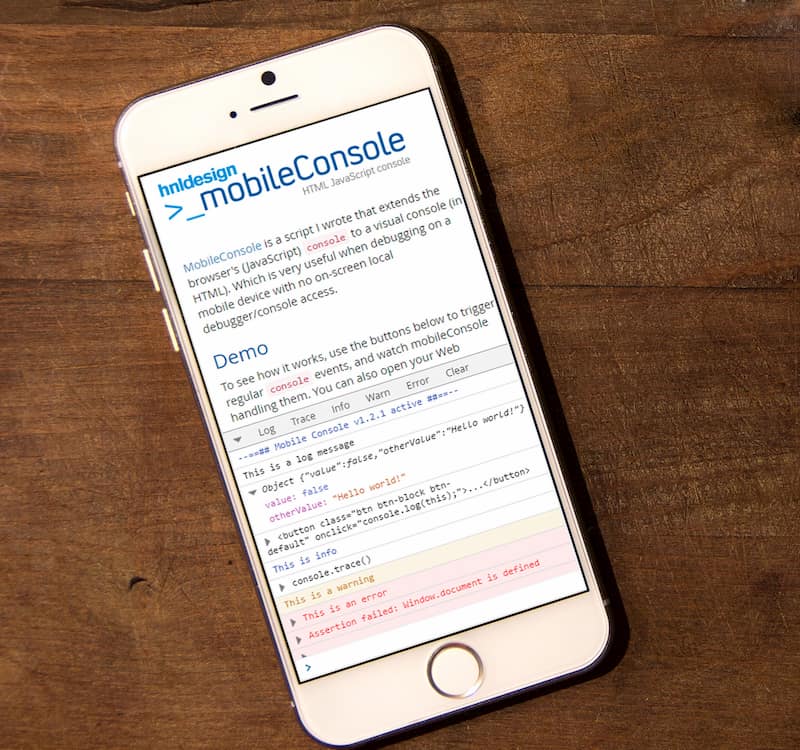 hnldesign
>_mobileConsole
HTML JavaScript console
MobileConsole is a script I wrote that extends the
browser's (JavaScript) console to a visual console (in
HTML). Which is very useful when debugging on a
mobile device with no on-screen local
debugger/console access.
Demo
To see how it works, use the buttons below to trigger
regular console events, and watch mobileConsole
handling them. You can also open your Web
Log Trace Info Warn Error Clear
--==## Mobile Console v1.2.1 active ##==--
This is a log message
Object {"value":false,"otherValue":"Hello world!"}
value: false
otherValue: "Hello world!"
<button class="btn btn-block btn-
default" onclick="console.log(this);">...</button>
This is info
console.trace()
This is a warning
This is an error
Assertion failed: Window.document is defined
>